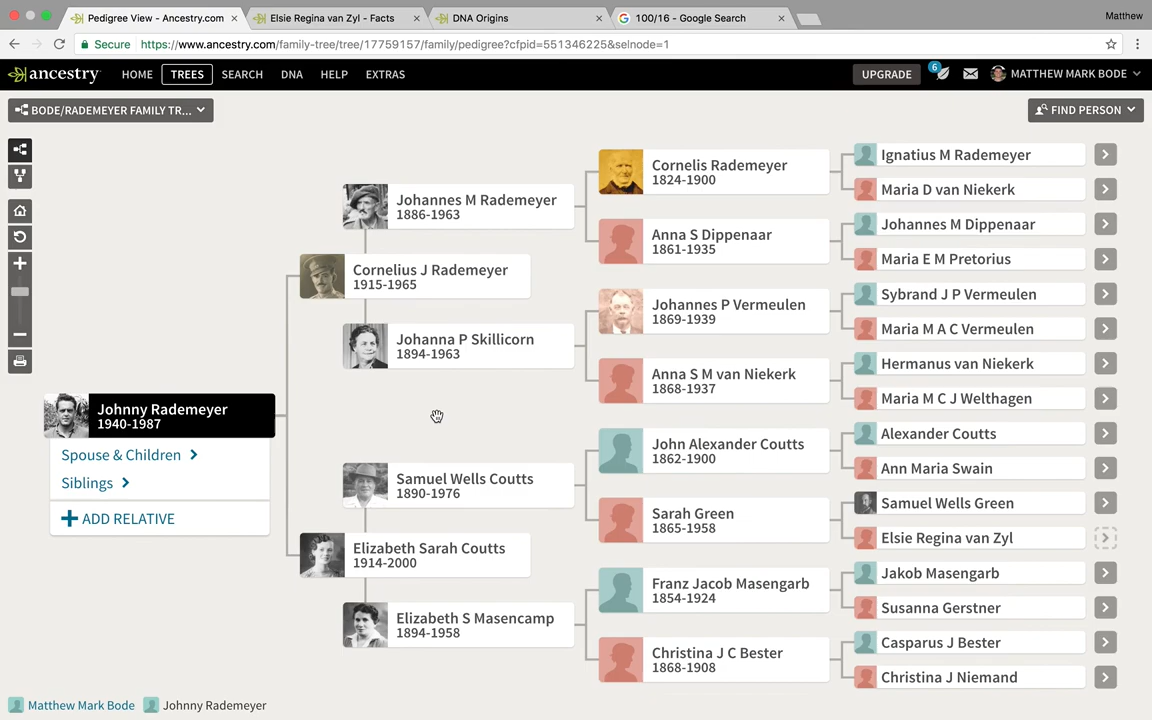 Pedigree View - Ancestry.com
Elsie Regina van Zyl - Facts
DNA Origins
100/16 - Google Search
Matthew
Secure https://www.ancestry.com/family-tree/tree/17759157/family/pedigree?cfpid=551346225&selnode=1
ancestry HOME TREES SEARCH DNA HELP EXTRAS UPGRADE 6 MATTHEW MARK BODE
BODE/RADEMEYER FAMILY TR...
FIND PERSON
Johnny Rademeyer
1940-1987
Spouse & Children
Siblings
ADD RELATIVE
Cornelius J Rademeyer
1915-1965
Elizabeth Sarah Coutts
1914-2000
Johannes M Rademeyer
1886-1963
Johanna P Skillicorn
1894-1963
Samuel Wells Coutts
1890-1976
Elizabeth S Masencamp
1894-1958
Cornelis Rademeyer
1824-1900
Anna S Dippenaar
1861-1935
Johannes P Vermeulen
1869-1939
Anna S M van Niekerk
1868-1937
John Alexander Coutts
1862-1900
Sarah Green
1865-1958
Franz Jacob Masengarb
1854-1924
Christina J C Bester
1868-1908
Ignatius M Rademeyer
Maria D van Niekerk
Johannes M Dippenaar
Maria E M Pretorius
Sybrand J P Vermeulen
Maria M A C Vermeulen
Hermanus van Niekerk
Maria M C J Welthagen
Alexander Coutts
Ann Maria Swain
Samuel Wells Green
Elsie Regina van Zyl
Jakob Masengarb
Susanna Gerstner
Casparus J Bester
Christina J Niemand
Matthew Mark Bode
Johnny Rademeyer